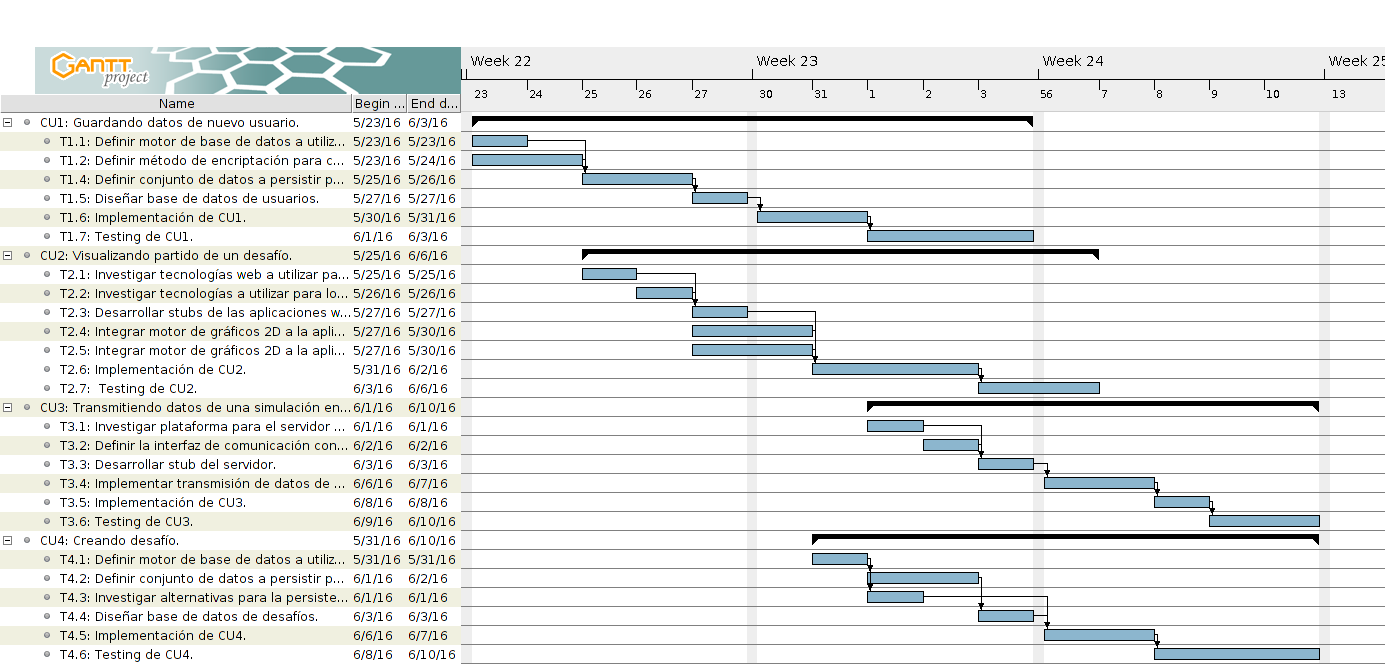 GANTT
project
Week 22 Week 23 Week 24 Week 25
23 24 25 26 27 30 31 1 2 3 56 7 8 9 10 13
Name Begin ... End d...
CU1: Guardando datos de nuevo usuario. 5/23/16 6/3/16
T1.1: Definir motor de base de datos a utiliz... 5/23/16 5/23/16
T1.2: Definir método de encriptación para c... 5/23/16 5/24/16
T1.4: Definir conjunto de datos a persistir p... 5/25/16 5/26/16
T1.5: Diseñar base de datos de usuarios. 5/27/16 5/27/16
T1.6: Implementación de CU1. 5/30/16 5/31/16
T1.7: Testing de CU1. 6/1/16 6/3/16
CU2: Visualizando partido de un desafío. 5/25/16 6/6/16
T2.1: Investigar tecnologías web a utilizar pa... 5/25/16 5/25/16
T2.2: Investigar tecnologías a utilizar para lo... 5/26/16 5/26/16
T2.3: Desarrollar stubs de las aplicaciones w... 5/27/16 5/27/16
T2.4: Integrar motor de gráficos 2D a la apli... 5/27/16 5/30/16
T2.5: Integrar motor de gráficos 2D a la apli... 5/27/16 5/30/16
T2.6: Implementación de CU2. 5/31/16 6/2/16
T2.7: Testing de CU2. 6/3/16 6/6/16
CU3: Transmitiendo datos de una simulación en... 6/1/16 6/10/16
T3.1: Investigar plataforma para el servidor ... 6/1/16 6/1/16
T3.2: Definir la interfaz de comunicación con... 6/2/16 6/2/16
T3.3: Desarrollar stub del servidor. 6/3/16 6/3/16
T3.4: Implementar transmisión de datos de ... 6/6/16 6/7/16
T3.5: Implementación de CU3. 6/8/16 6/8/16
T3.6: Testing de CU3. 6/9/16 6/10/16
CU4: Creando desafío. 5/31/16 6/10/16
T4.1: Definir motor de base de datos a utiliz... 5/31/16 5/31/16
T4.2: Definir conjunto de datos a persistir p... 6/1/16 6/2/16
T4.3: Investigar alternativas para la persiste... 6/1/16 6/1/16
T4.4: Diseñar base de datos de desafíos. 6/3/16 6/3/16
T4.5: Implementación de CU4. 6/6/16 6/7/16
T4.6: Testing de CU4. 6/8/16 6/10/16